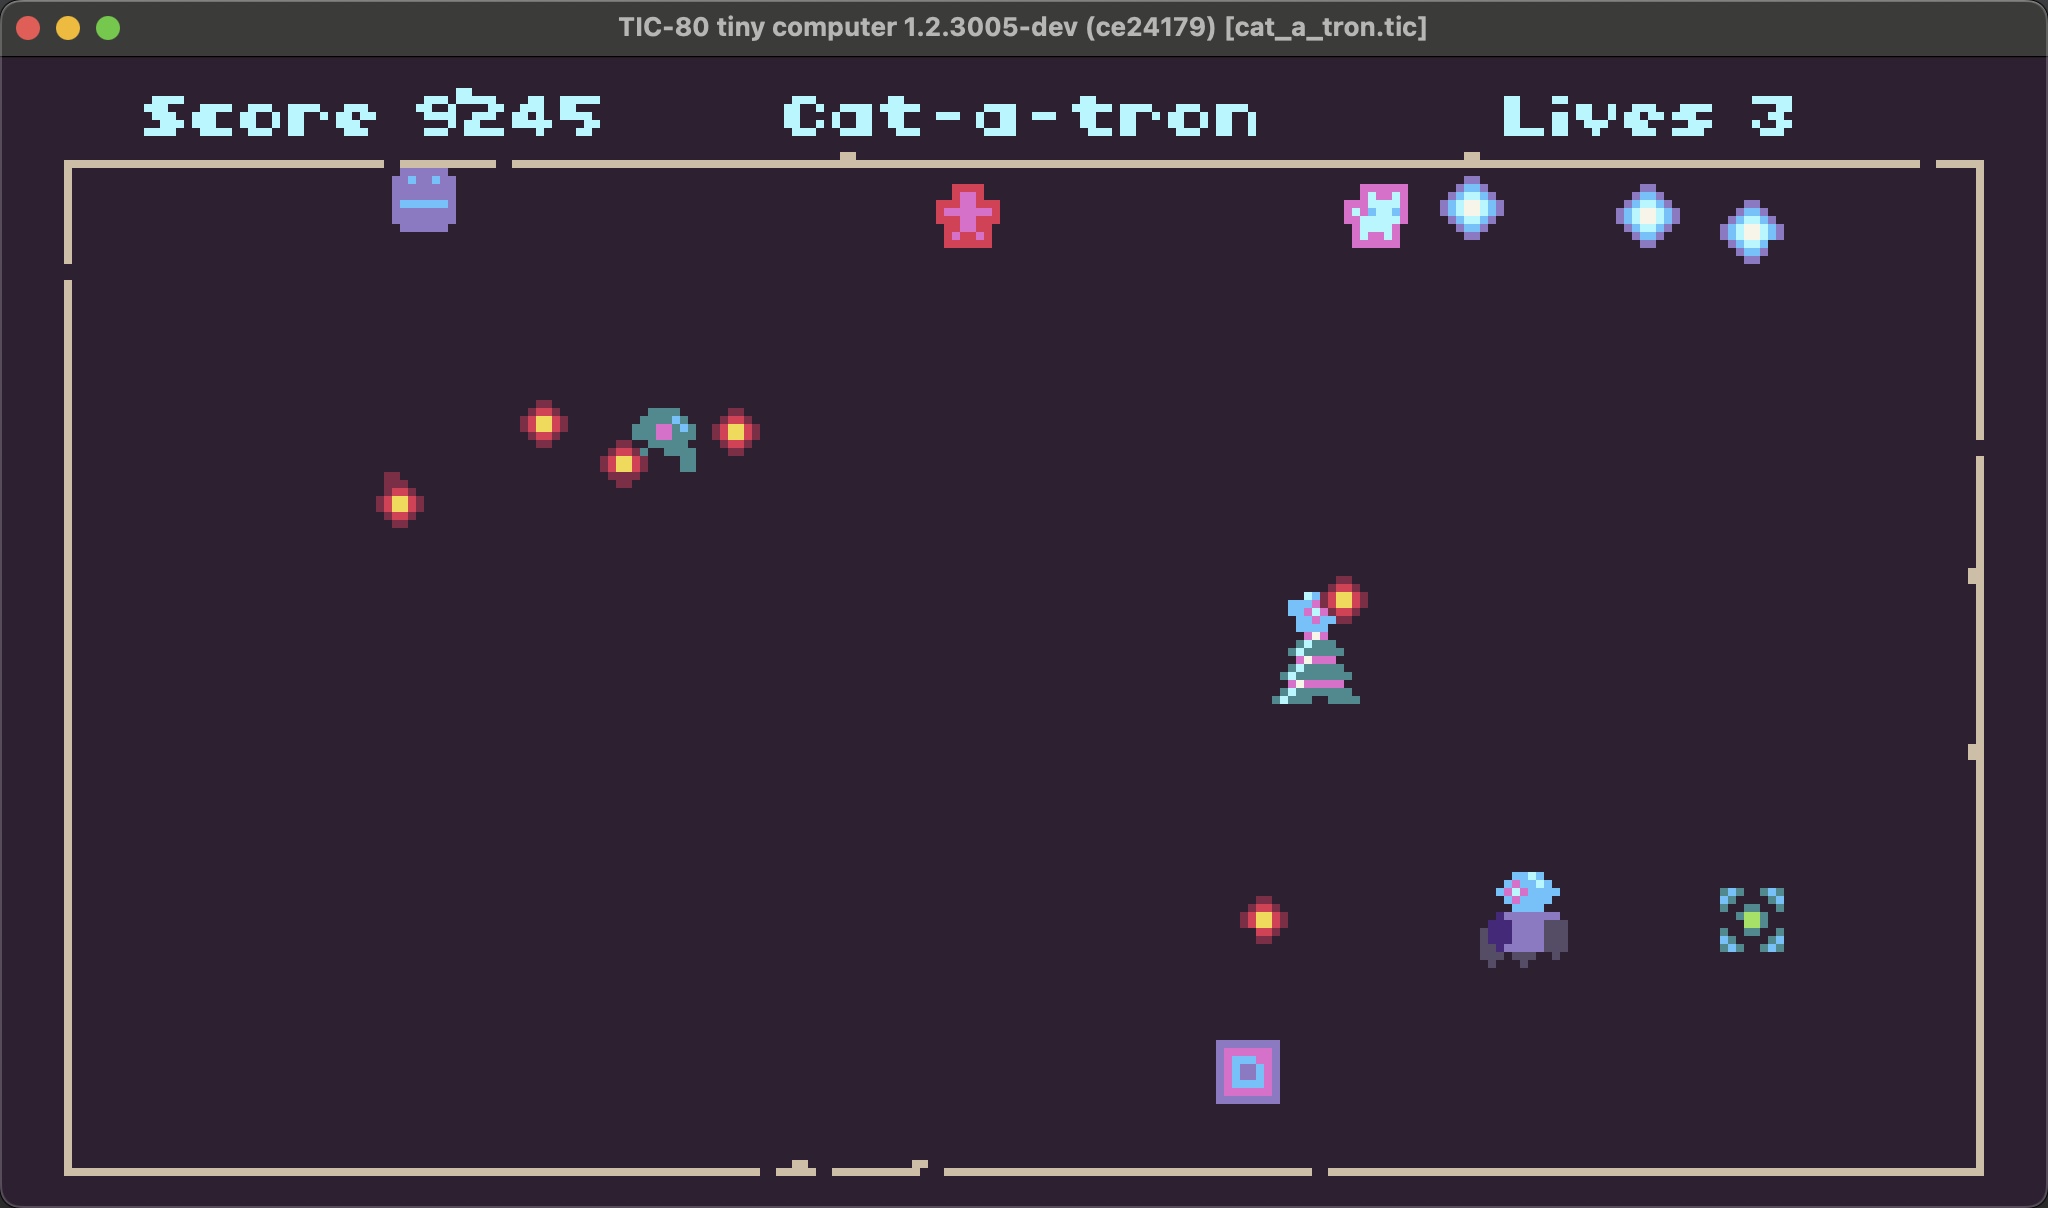 TIC-80 tiny computer 1.2.3005-dev (ce24179) [cat_a_tron.tic]
Score 9245 Cat-a-tron Lives 3